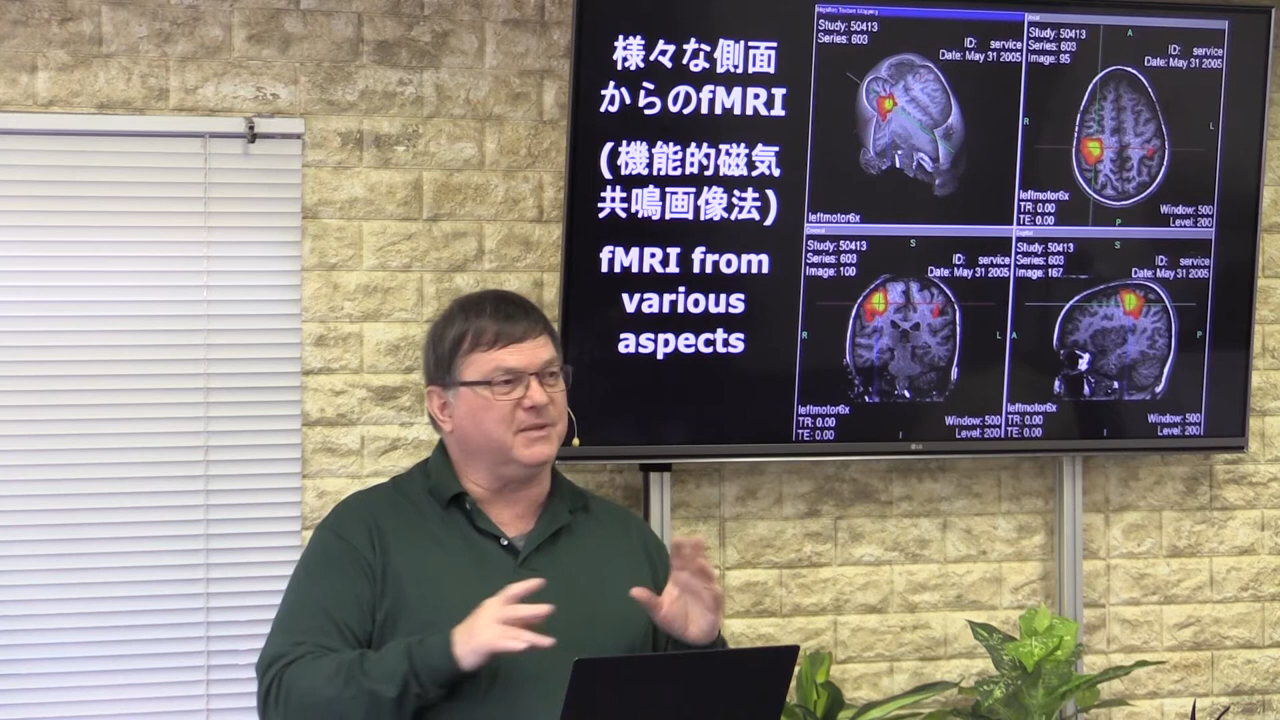 様々な側面
からのfMRI
(機能的磁気
共鳴画像法)
fMRI from
various
aspects
Study: 50413
Series: 603
ID: service
Date: May 31 2005
leftmotor6x
Study: 50413
Series: 603
Image: 95
A
ID: service
Date: May 31 2005
R
L
leftmotor6x
TR: 0.00
TE: 0.00
P
Window: 500
Level: 200
Coronal
Study: 50413
Series: 603
Image: 100
S
ID: service
Date: May 31 2005
R
L
leftmotor6x
TR: 0.00
TE: 0.00
I
Window: 500
Level: 200
Sagittal
Study: 50413
Series: 603
Image: 167
S
ID: service
Date: May 31 2005
A
P
leftmotor6x
TR: 0.00
TE: 0.00
I
Window: 500
Level: 200
LG